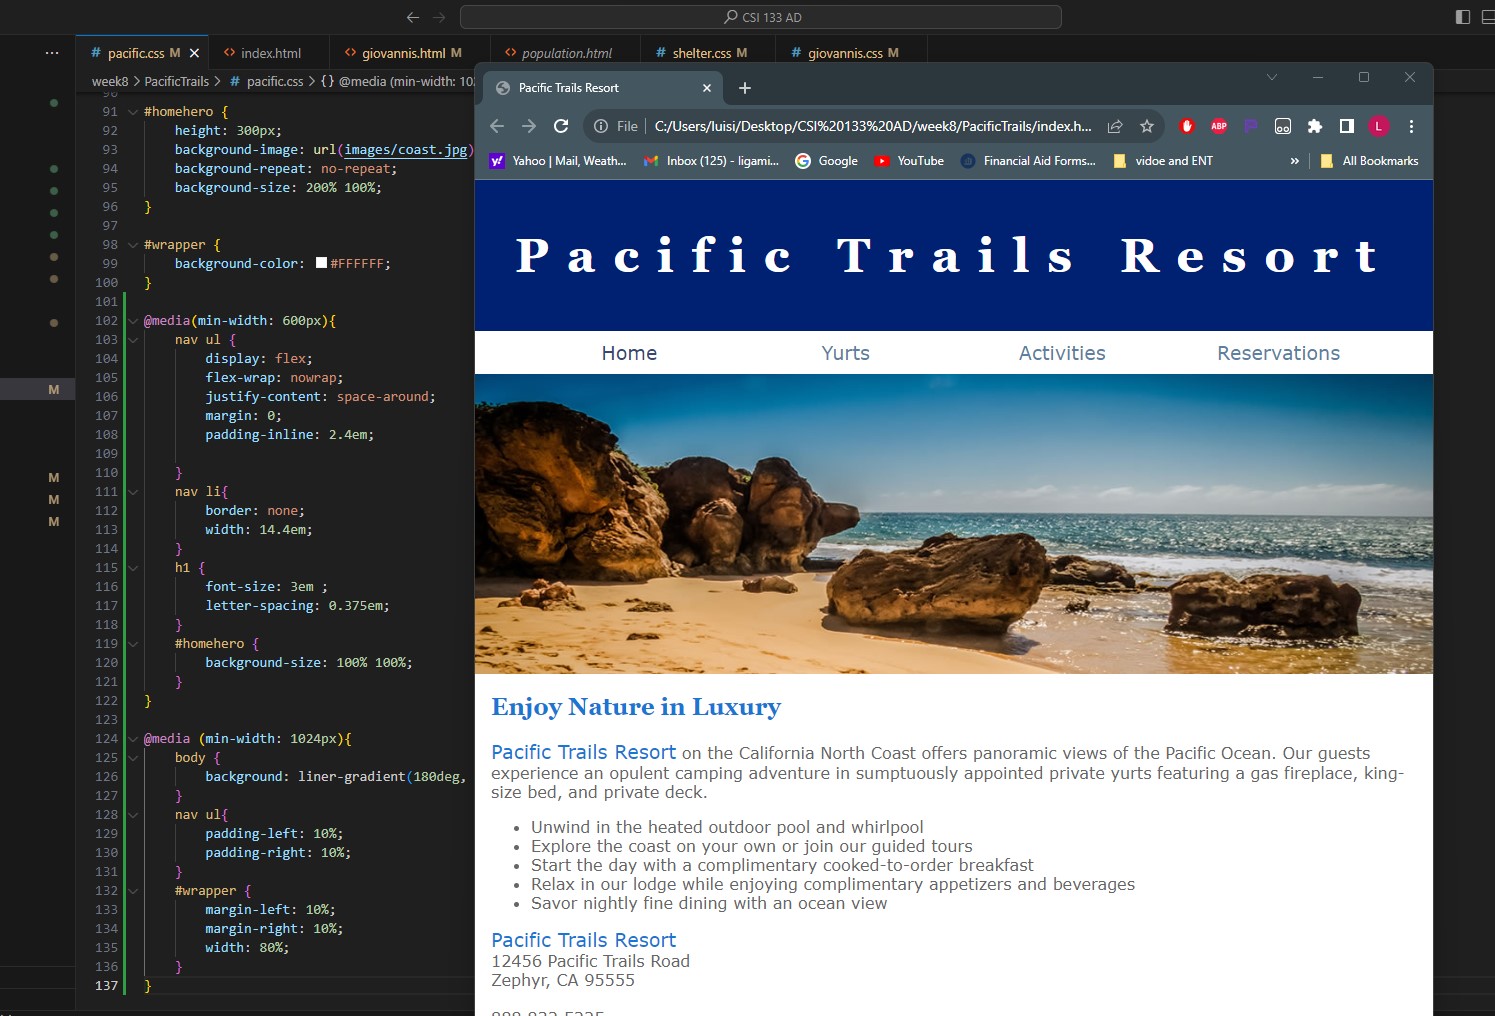 CSI 133 AD
pacific.css M
index.html
giovannis.html M
population.html
shelter.css M
giovannis.css M
week8 > PacificTrails > # pacific.css > {} @media (min-width: 10
91 #homehero {
92 height: 300px;
93 background-image: url(images/coast.jpg)
94 background-repeat: no-repeat;
95 background-size: 200% 100%;
96 }
97
98 #wrapper {
99 background-color: #FFFFFF;
100 }
101
102 @media(min-width: 600px){
103 nav ul {
104 display: flex;
105 flex-wrap: nowrap;
106 justify-content: space-around;
107 margin: 0;
108 padding-inline: 2.4em;
109
110 }
111 nav li{
112 border: none;
113 width: 14.4em;
114 }
115 h1 {
116 font-size: 3em ;
117 letter-spacing: 0.375em;
118 }
119 #homehero {
120 background-size: 100% 100%;
121 }
122 }
123
124 @media (min-width: 1024px){
125 body {
126 background: liner-gradient(180deg,
127 }
128 nav ul{
129 padding-left: 10%;
130 padding-right: 10%;
131 }
132 #wrapper {
133 margin-left: 10%;
134 margin-right: 10%;
135 width: 80%;
136 }
137 }
M
M
M
M
Pacific Trails Resort
File
C:/Users/luisi/Desktop/CSI%20133%20AD/week8/PacificTrails/index.h...
ABP
L
Yahoo | Mail, Weath...
Inbox (125) - ligami...
Google
YouTube
Financial Aid Forms...
vidoe and ENT
»
All Bookmarks
Pacific Trails Resort
Home
Yurts
Activities
Reservations
Enjoy Nature in Luxury
Pacific Trails Resort on the California North Coast offers panoramic views of the Pacific Ocean. Our guests
experience an opulent camping adventure in sumptuously appointed private yurts featuring a gas fireplace, king-
size bed, and private deck.
• Unwind in the heated outdoor pool and whirlpool
• Explore the coast on your own or join our guided tours
• Start the day with a complimentary cooked-to-order breakfast
• Relax in our lodge while enjoying complimentary appetizers and beverages
• Savor nightly fine dining with an ocean view
Pacific Trails Resort
12456 Pacific Trails Road
Zephyr, CA 95555